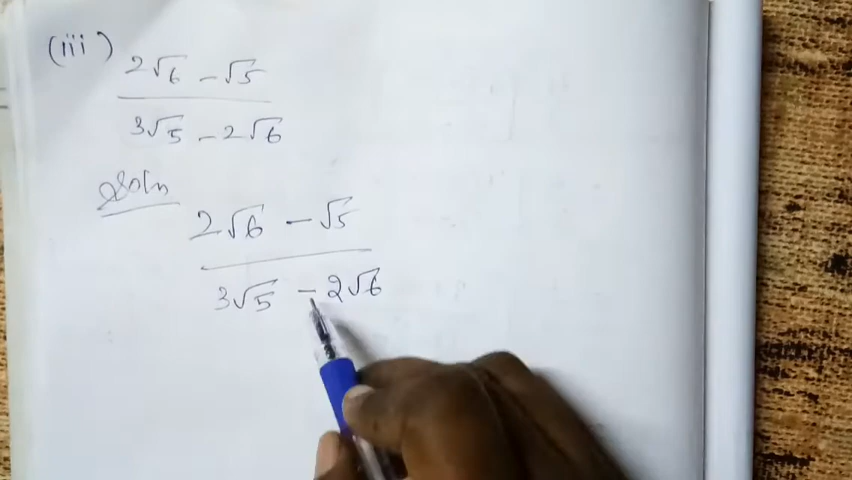 (iii)
2√6 - √5
3√5 - 2√6
Soln
2√6 - √5
3√5 - 2√6